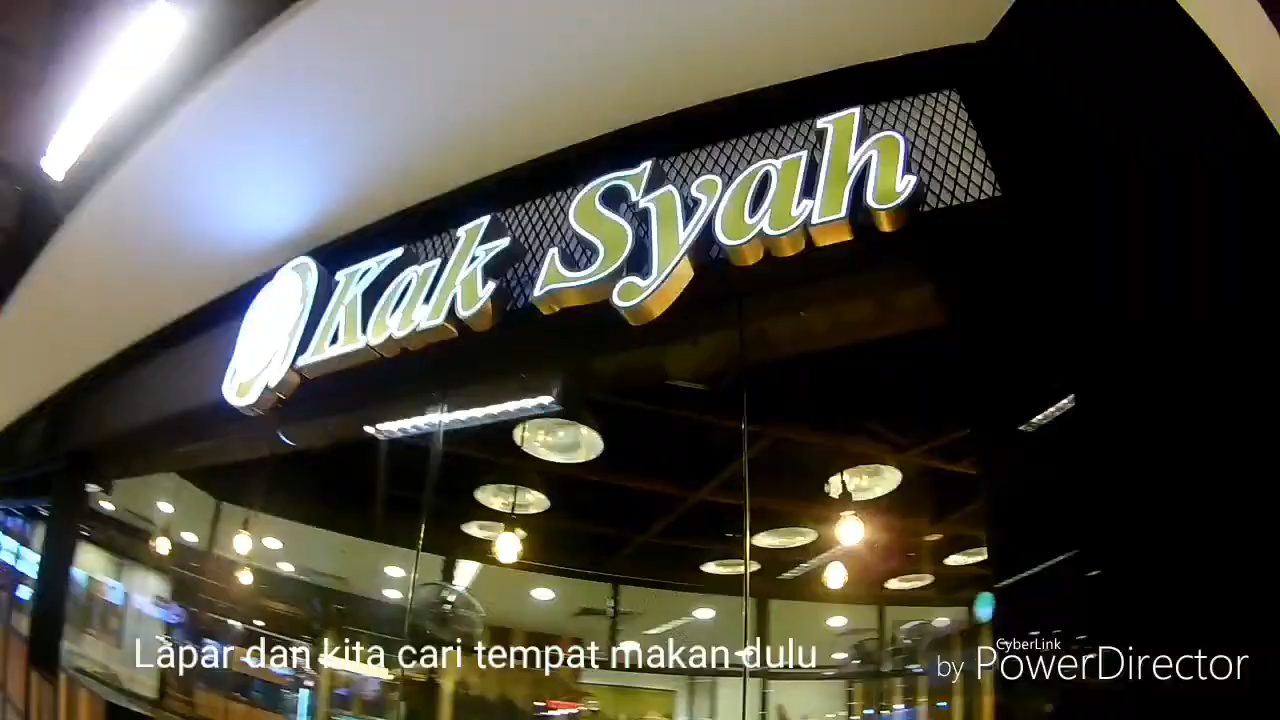 Kak Syah
Lapar dan kita cari tempat makan dulu
CyberLink
by PowerDirector